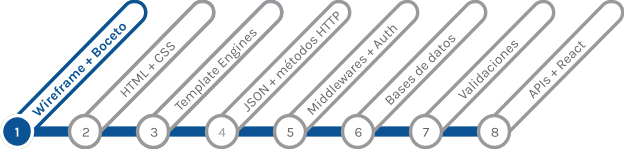 1 Wireframe + Boceto
2 HTML + CSS
3 Template Engines
4 JSON + métodos HTTP
5 Middlewares + Auth
6 Bases de datos
7 Validaciones
8 APIs + React